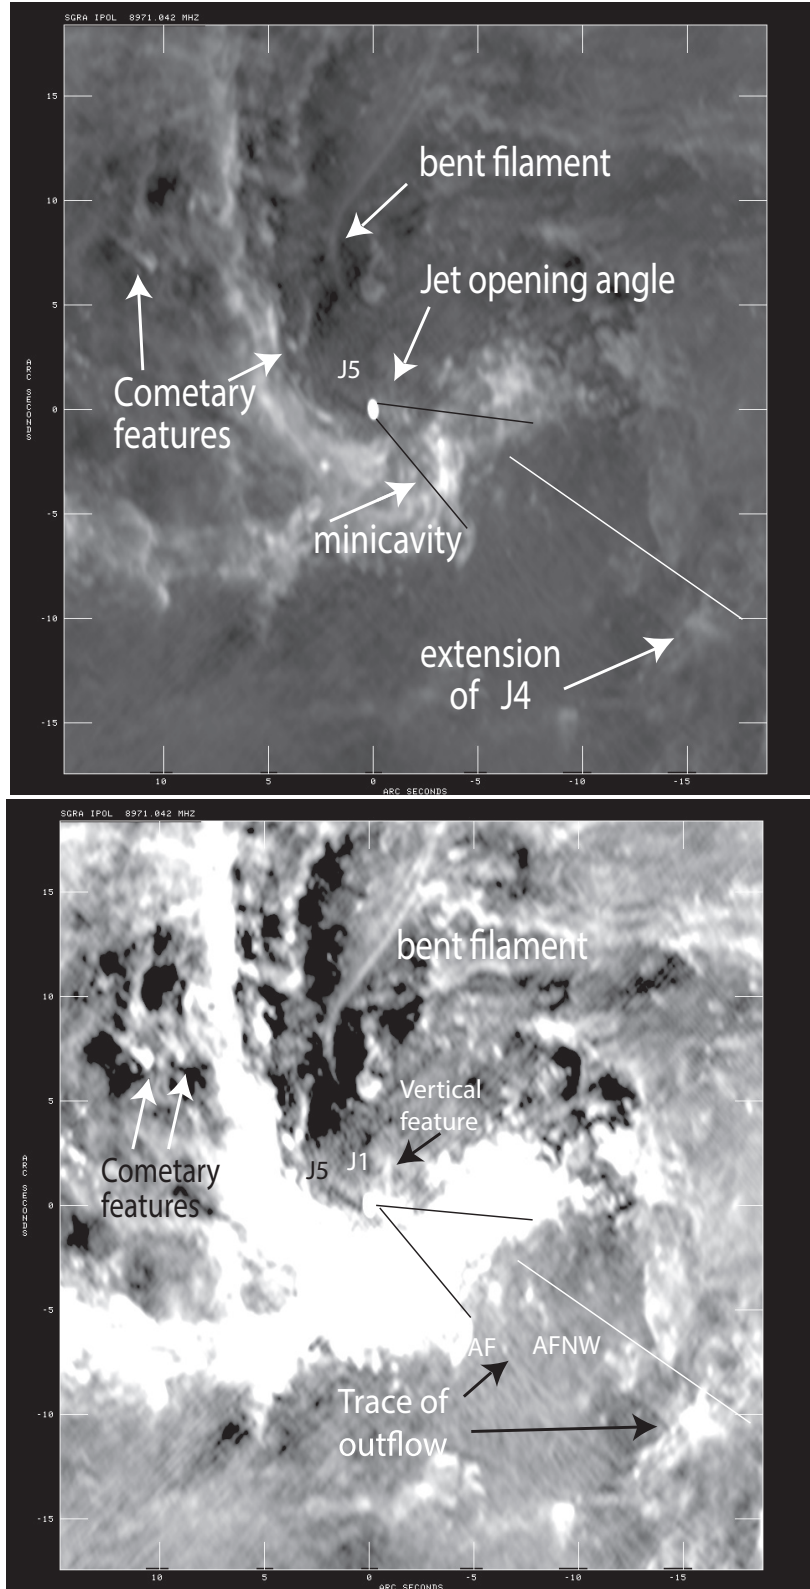 SGRA IPOL 8971.042 MHZ
15
bent filament
10
Jet opening angle
5
J5
Cometary
features
ARC SECONDS
0
minicavity
-5
extension
of J4
-10
-15
10 5 0 -5 -10 -15
ARC SECONDS
SGRA IPOL 8971.042 MHZ
15
bent filament
10
Vertical
feature
5
J5 J1
Cometary
features
ARC SECONDS
0
-5
AF AFNW
Trace of
outflow
-10
-15
10 5 0 -5 -10 -15
ARC SECONDS